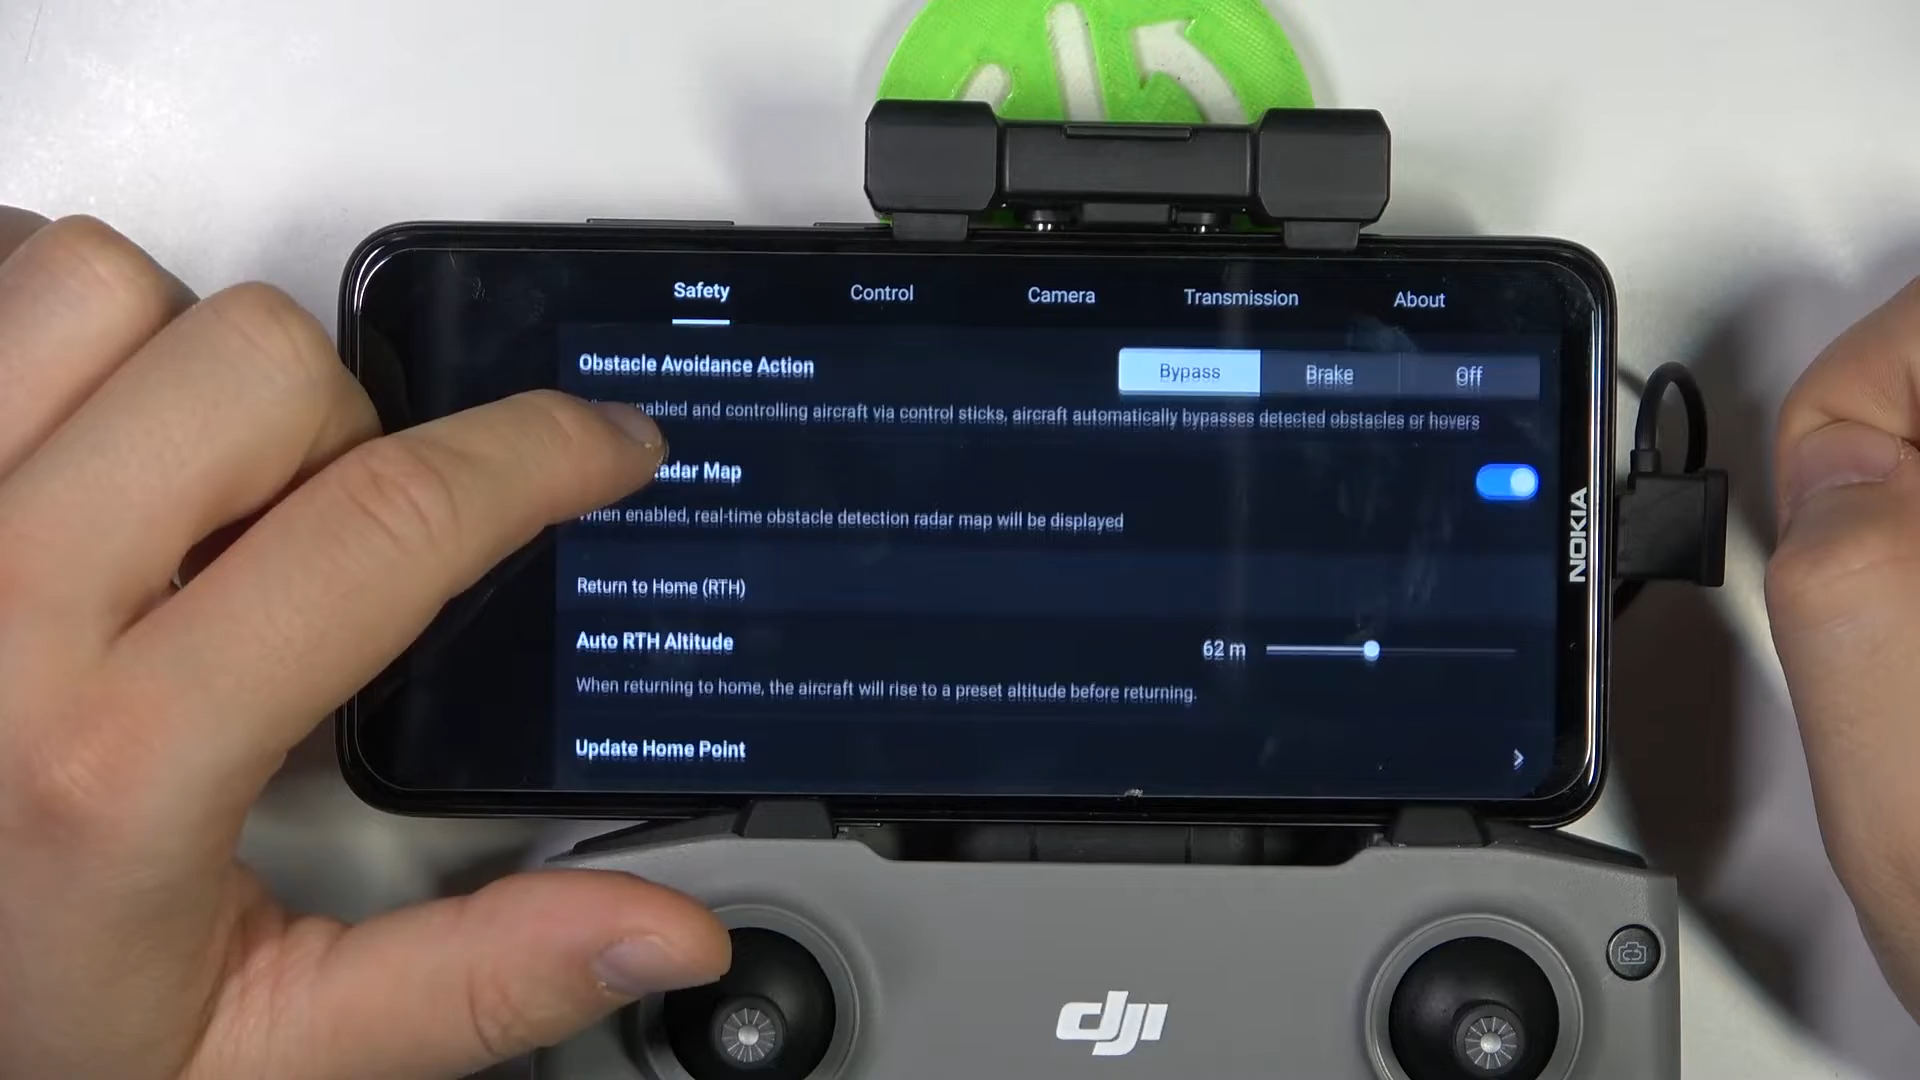 Safety Control Camera Transmission About
Obstacle Avoidance Action Bypass Brake Off
enabled and controlling aircraft via control sticks, aircraft automatically bypasses detected obstacles or hovers
Radar Map
When enabled, real-time obstacle detection radar map will be displayed
Return to Home (RTH)
Auto RTH Altitude 62 m
When returning to home, the aircraft will rise to a preset altitude before returning.
Update Home Point
NOKIA
dji